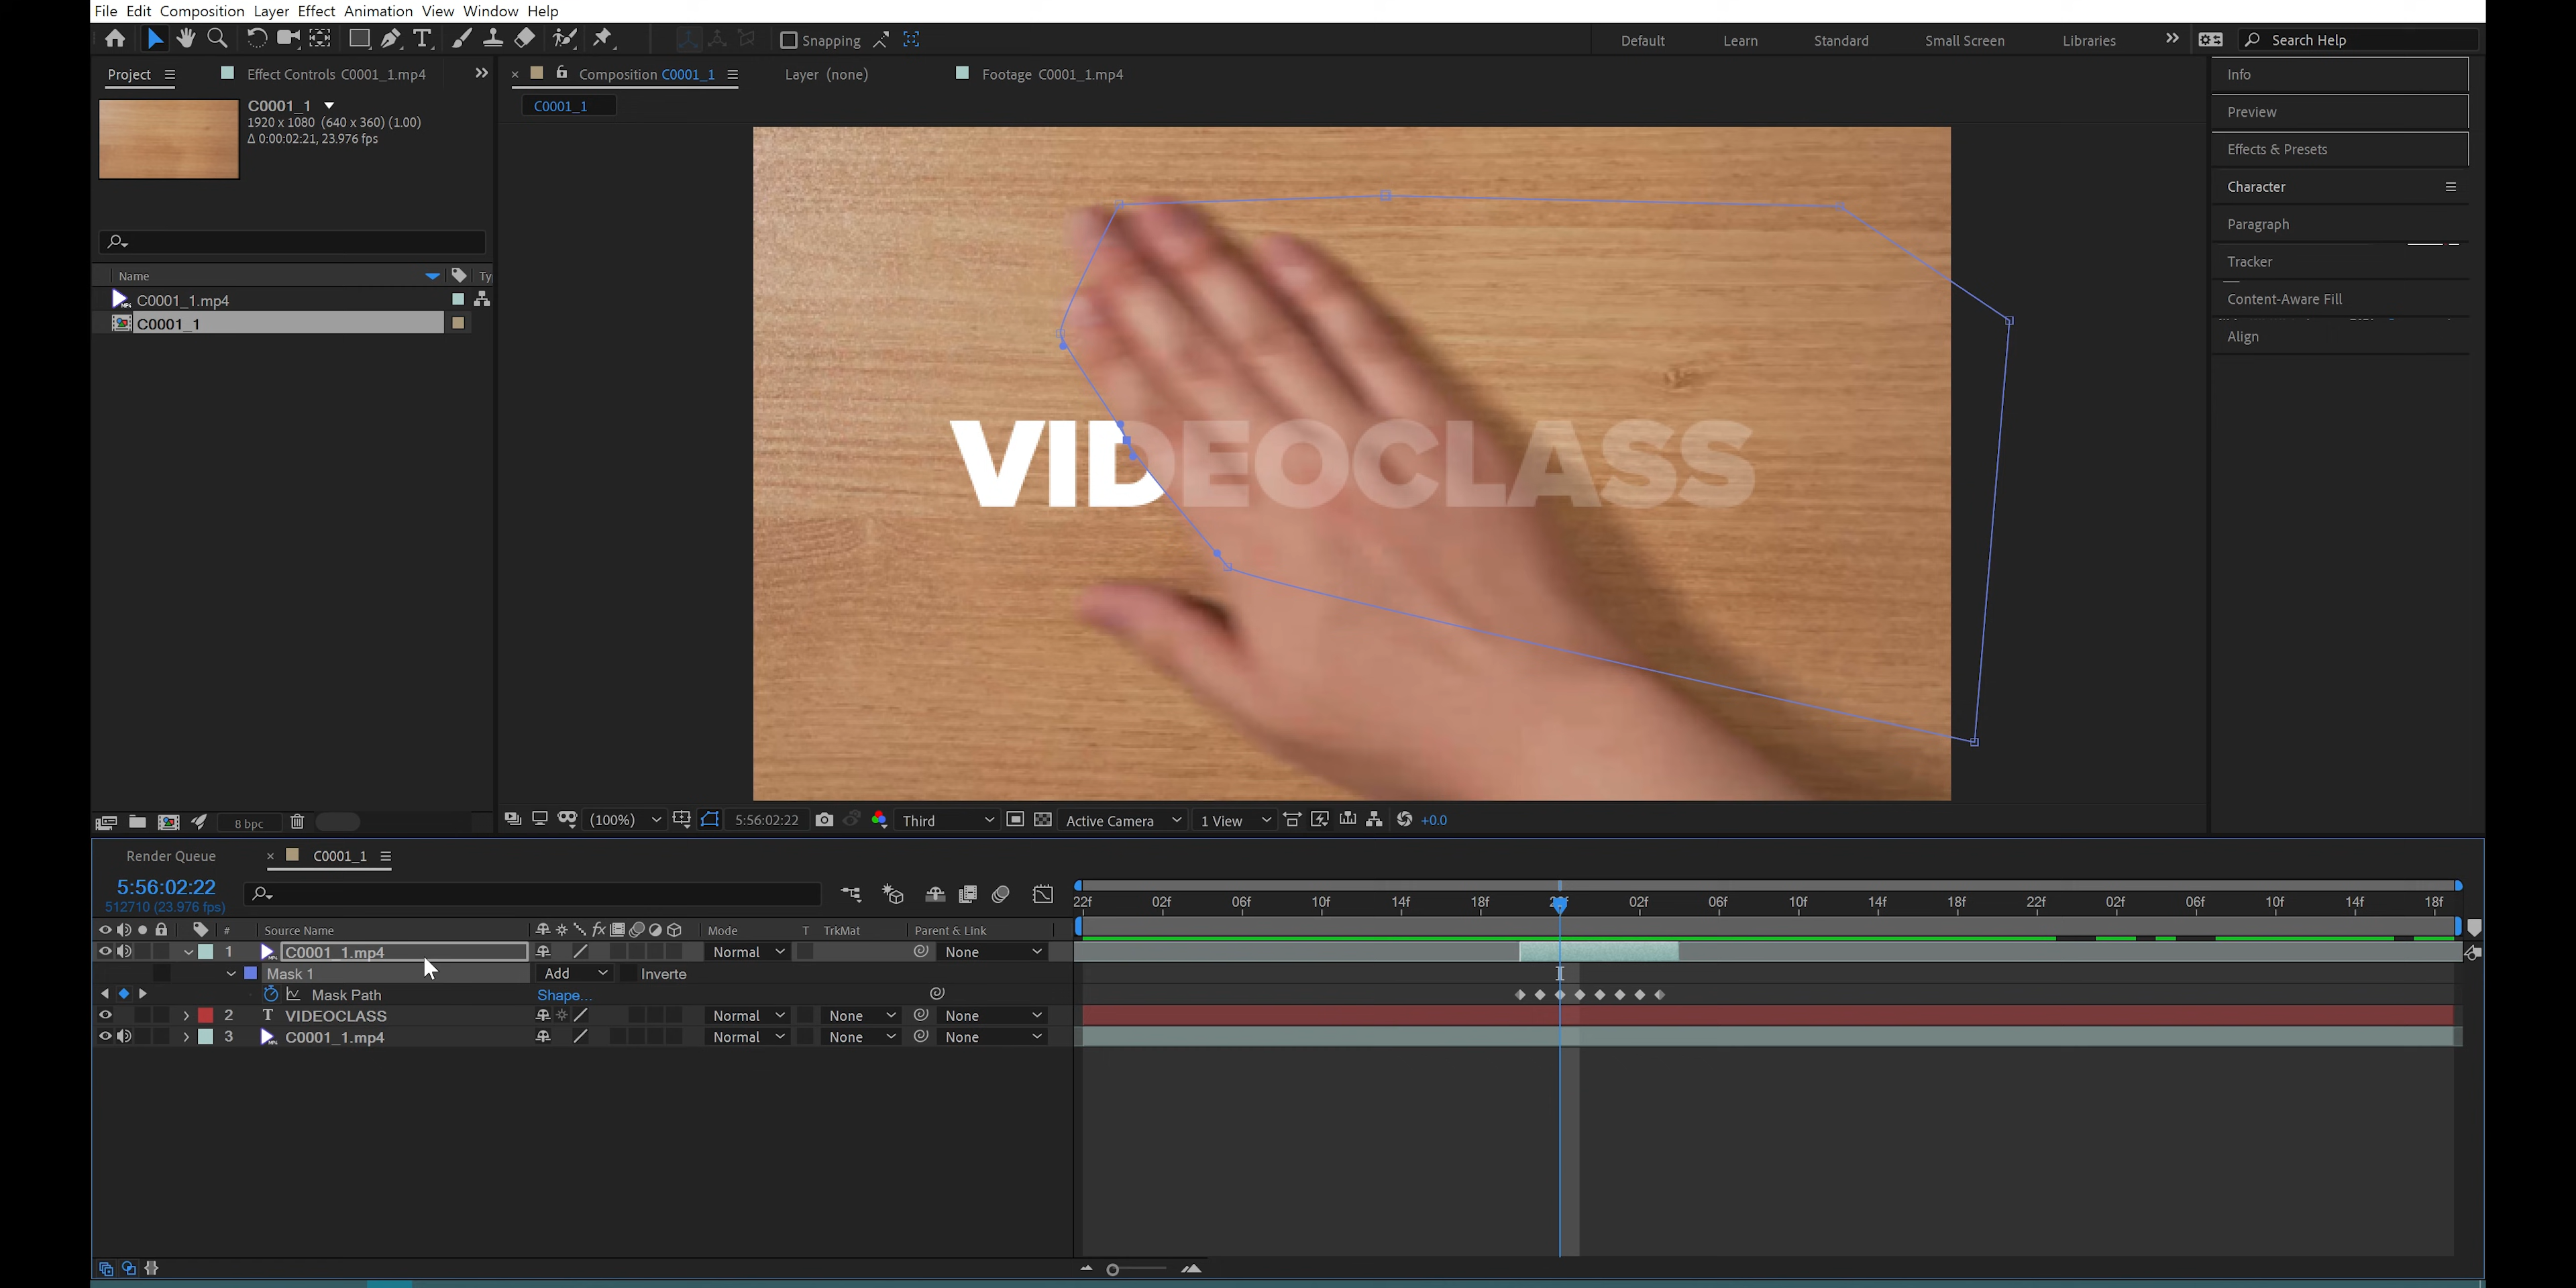 File Edit Composition Layer Effect Animation View Window Help
Snapping Default Learn Standard Small Screen Libraries Search Help
Project Effect Controls C0001_1.mp4 Composition C0001_1 Layer (none) Footage C0001_1.mp4 Info
C0001_1 C0001_1
1920 x 1080 (640 x 360) (1.00) Preview
Δ 0:00:02:21, 23.976 fps
Effects & Presets
Character
Paragraph
Tracker
Content-Aware Fill
Align
Name Ty
C0001_1.mp4
C0001_1
VIDEOCLASS
8 bpc (100%) 5:56:02:22 Third Active Camera 1 View +0.0
Render Queue C0001_1
5:56:02:22
512710 (23.976 fps)
22f 02f 06f 10f 14f 18f 02f 06f 10f 14f 18f 22f 02f 06f 10f 14f 18f
# Source Name fx Mode T TrkMat Parent & Link
1 C0001_1.mp4 Normal None
Mask 1 Add Inverte
Mask Path Shape...
2 T VIDEOCLASS Normal None None
3 C0001_1.mp4 Normal None None